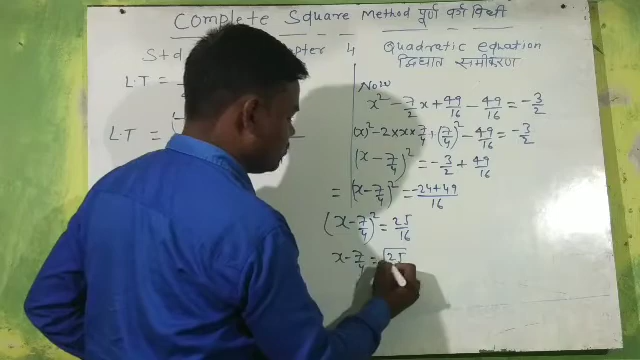 Complete Square Method पूर्ण वर्ग विधी
Std pter 4 Quadratic equation
द्विघात समीकरण
L.T =
L.T =
Now
x² - 7/2 x + 49/16 - 49/16 = -3/2
(x)² - 2 × x × 7/4 + (7/4)² - 49/16 = -3/2
(x - 7/4)² = -3/2 + 49/16
= (x - 7/4)² = -24+49/16
(x - 7/4)² = 25/16
x - 7/4 = √25